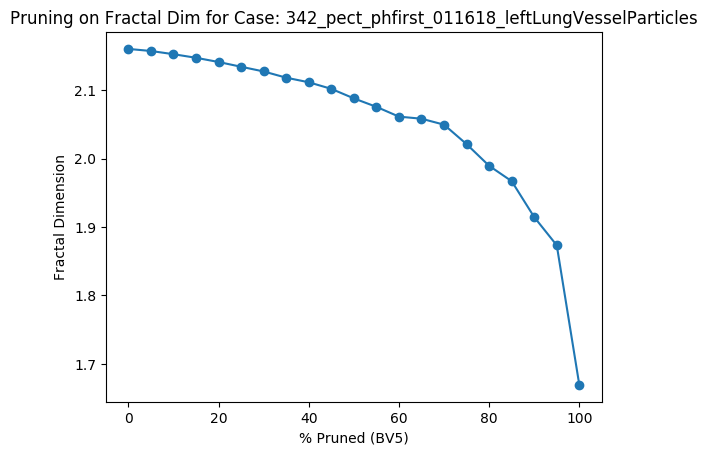 Pruning on Fractal Dim for Case: 342_pect_phfirst_011618_leftLungVesselParticles
Fractal Dimension
2.1
2.0
1.9
1.8
1.7
0 20 40 60 80 100
% Pruned (BV5)